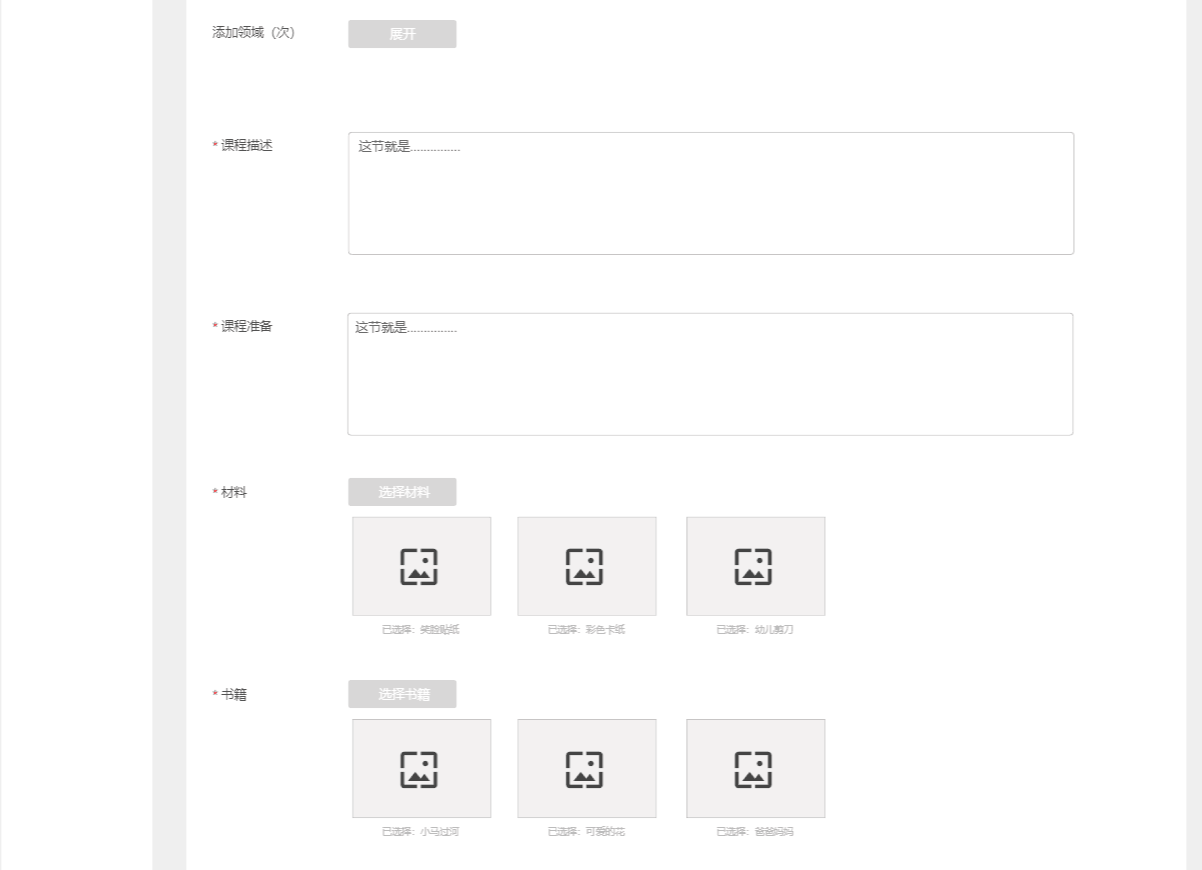 添加领域（次） 展开
* 课程描述 这节就是...............
* 课程准备 这节就是...............
* 材料 选择材料
已选择：笑脸贴纸 已选择：彩色卡纸 已选择：幼儿剪刀
* 书籍 选择书籍
已选择：小马过河 已选择：可爱的花 已选择：爸爸妈妈